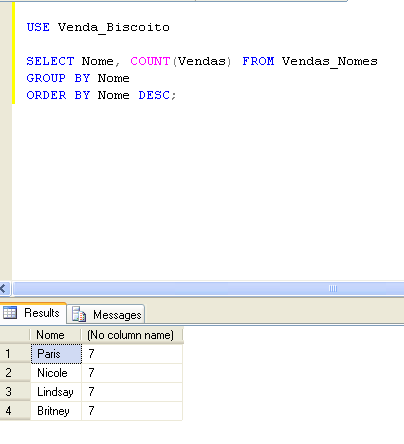 USE Venda_Biscoito
SELECT Nome, COUNT(Vendas) FROM Vendas_Nomes
GROUP BY Nome
ORDER BY Nome DESC;
Results Messages
Nome (No column name)
1 Paris 7
2 Nicole 7
3 Lindsay 7
4 Britney 7